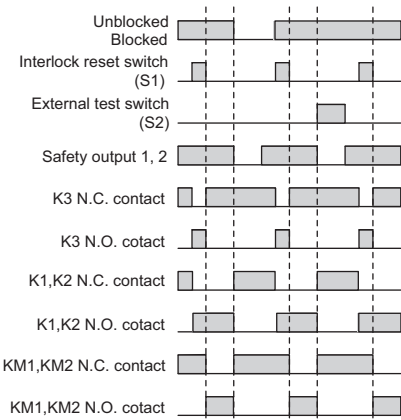 Unblocked
Blocked
Interlock reset switch
(S1)
External test switch
(S2)
Safety output 1, 2
K3 N.C. contact
K3 N.O. cotact
K1,K2 N.C. contact
K1,K2 N.O. cotact
KM1,KM2 N.C. contact
KM1,KM2 N.O. cotact